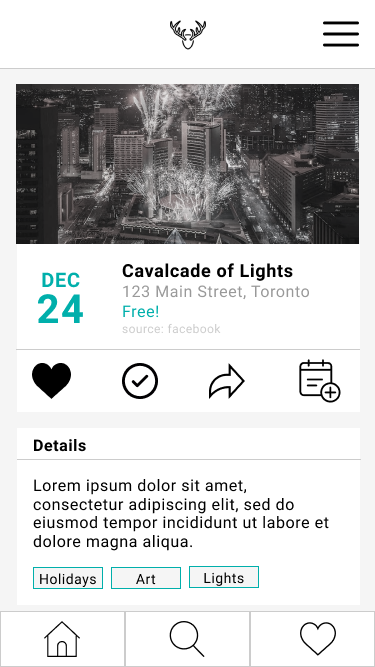 DEC
24
Cavalcade of Lights
123 Main Street, Toronto
Free!
source: facebook
Details
Lorem ipsum dolor sit amet,
consectetur adipiscing elit, sed do
eiusmod tempor incididunt ut labore et
dolore magna aliqua.
Holidays Art Lights